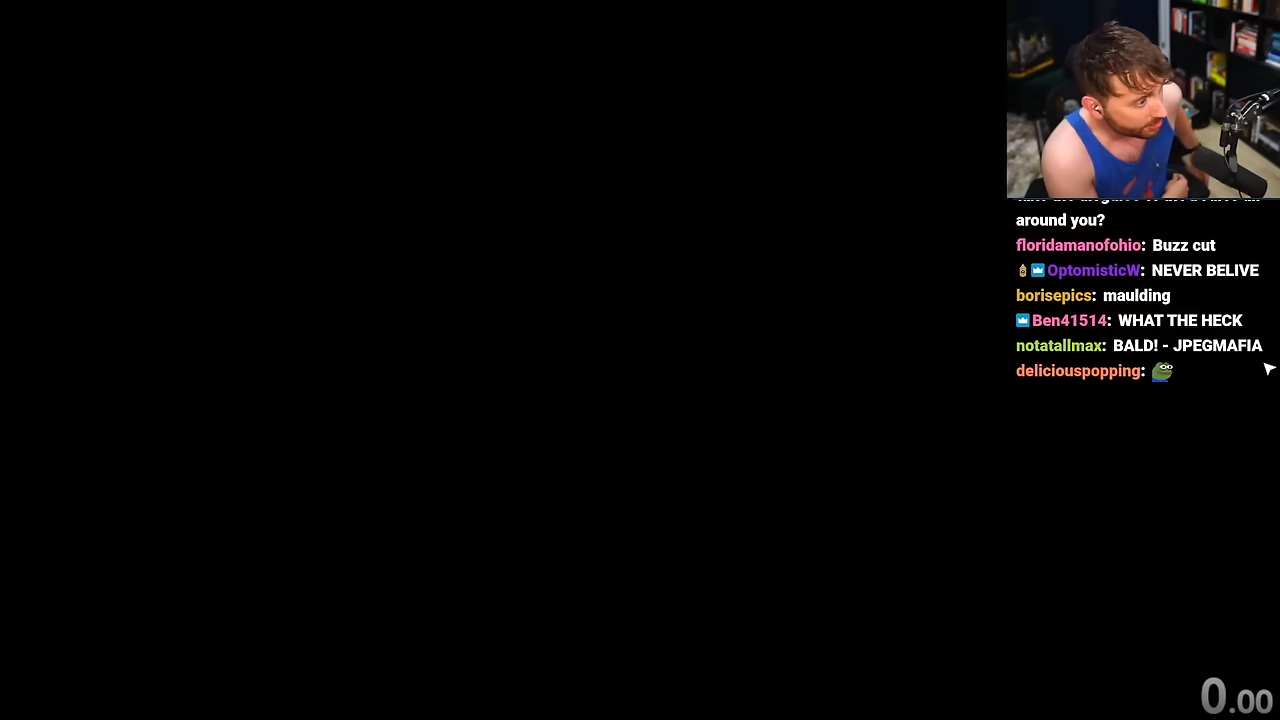 around you?
floridamanofohio: Buzz cut
OptomisticW: NEVER BELIVE
borisepics: maulding
Ben41514: WHAT THE HECK
notatallmax: BALD! - JPEGMAFIA
deliciouspopping:
0.00